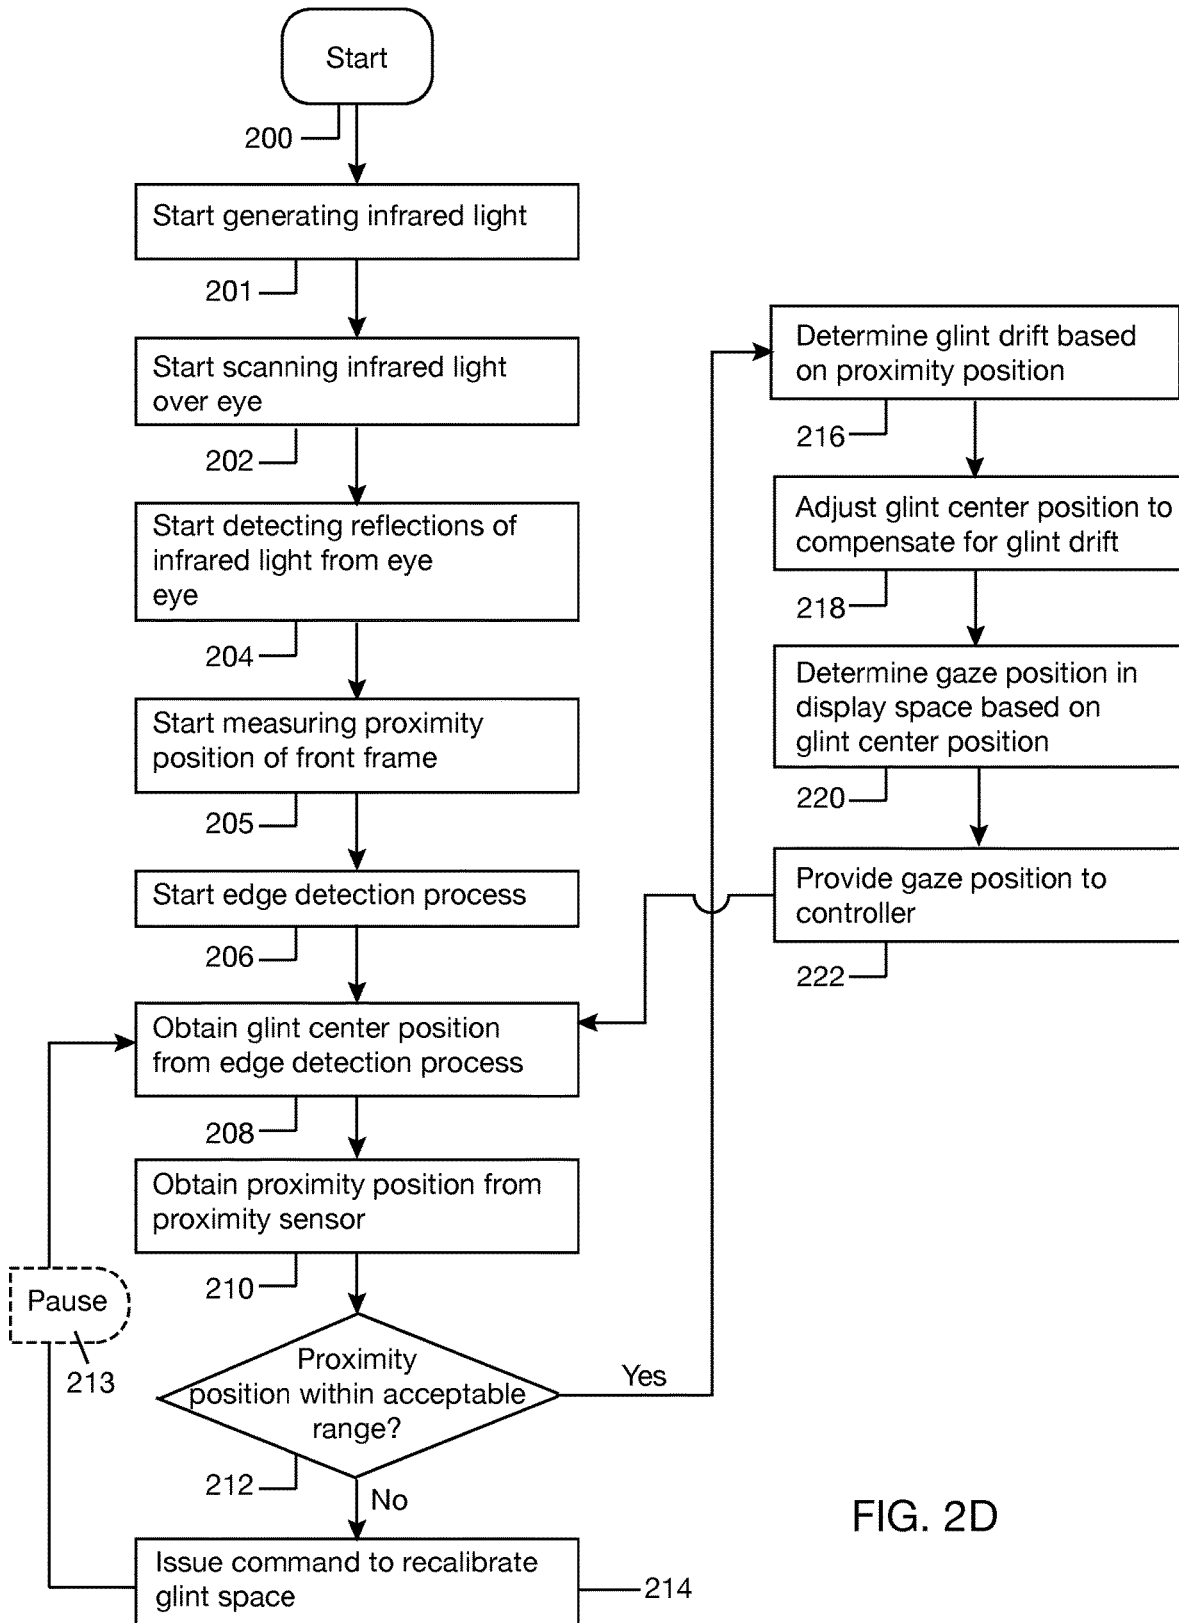 Start
200
Start generating infrared light
201
Start scanning infrared light
over eye
202
Start detecting reflections of
infrared light from eye
eye
204
Start measuring proximity
position of front frame
205
Start edge detection process
206
Obtain glint center position
from edge detection process
208
Obtain proximity position from
proximity sensor
210
Pause
213
Proximity
position within acceptable
range?
212
Yes
No
Issue command to recalibrate
glint space
214
Determine glint drift based
on proximity position
216
Adjust glint center position to
compensate for glint drift
218
Determine gaze position in
display space based on
glint center position
220
Provide gaze position to
controller
222
FIG. 2D